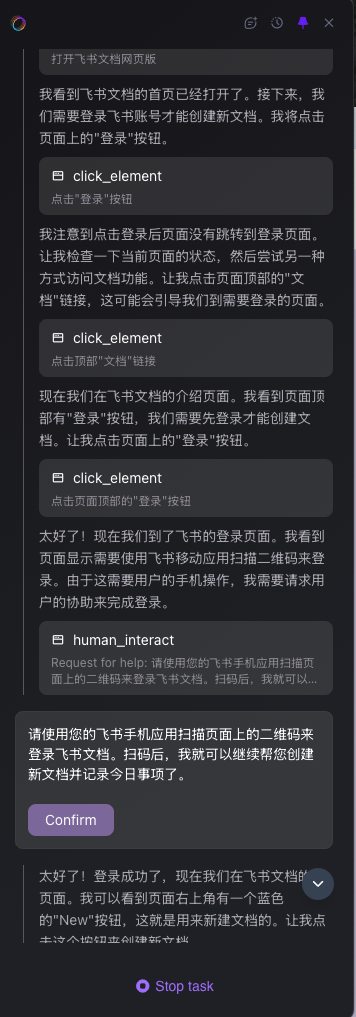 打开飞书文档网页版
我看到飞书文档的首页已经打开了。接下来，我
们需要登录飞书账号才能创建新文档。我将点击
页面上的"登录"按钮。
click_element
点击"登录"按钮
我注意到点击登录后页面没有跳转到登录页面。
让我检查一下当前页面的状态，然后尝试另一种
方式访问文档功能。让我点击页面顶部的"文
档"链接，这可能会引导我们到需要登录的页面。
click_element
点击顶部"文档"链接
现在我们在飞书文档的介绍页面。我看到页面顶
部有"登录"按钮，我们需要先登录才能创建文
档。让我点击页面上的"登录"按钮。
click_element
点击页面顶部的"登录"按钮
太好了！现在我们到了飞书的登录页面。我看到
页面显示需要使用飞书移动应用扫描二维码来登
录。由于这需要用户的手机操作，我需要请求用
户的协助来完成登录。
human_interact
Request for help: 请使用您的飞书手机应用扫描页
面上的二维码来登录飞书文档。扫码后，我就可以...
请使用您的飞书手机应用扫描页面上的二维码来
登录飞书文档。扫码后，我就可以继续帮您创建
新文档并记录今日事项了。
Confirm
太好了！登录成功了，现在我们在飞书文档的
页面。我可以看到页面右上角有一个蓝色
的"New"按钮，这就是用来新建文档的。让我点
击这个按钮来创建新文档
Stop task